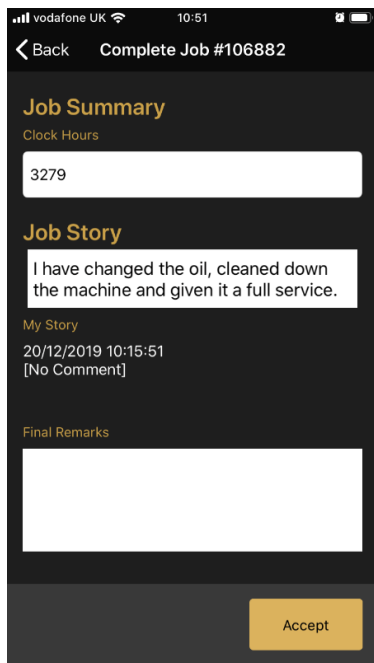 vodafone UK 10:51
Back Complete Job #106882
Job Summary
Clock Hours
3279
Job Story
I have changed the oil, cleaned down
the machine and given it a full service.
My Story
20/12/2019 10:15:51
[No Comment]
Final Remarks
Accept